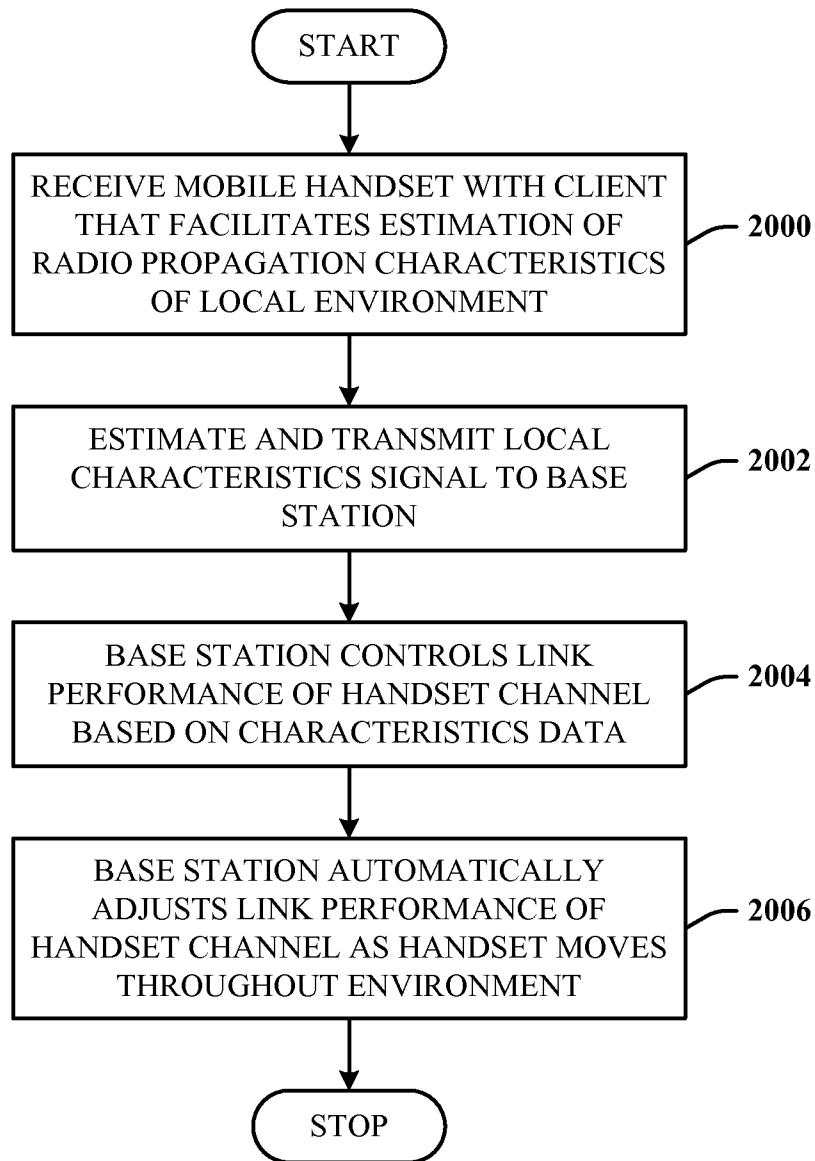 START
RECEIVE MOBILE HANDSET WITH CLIENT
THAT FACILITATES ESTIMATION OF
RADIO PROPAGATION CHARACTERISTICS
OF LOCAL ENVIRONMENT
2000
ESTIMATE AND TRANSMIT LOCAL
CHARACTERISTICS SIGNAL TO BASE
STATION
2002
BASE STATION CONTROLS LINK
PERFORMANCE OF HANDSET CHANNEL
BASED ON CHARACTERISTICS DATA
2004
BASE STATION AUTOMATICALLY
ADJUSTS LINK PERFORMANCE OF
HANDSET CHANNEL AS HANDSET MOVES
THROUGHOUT ENVIRONMENT
2006
STOP